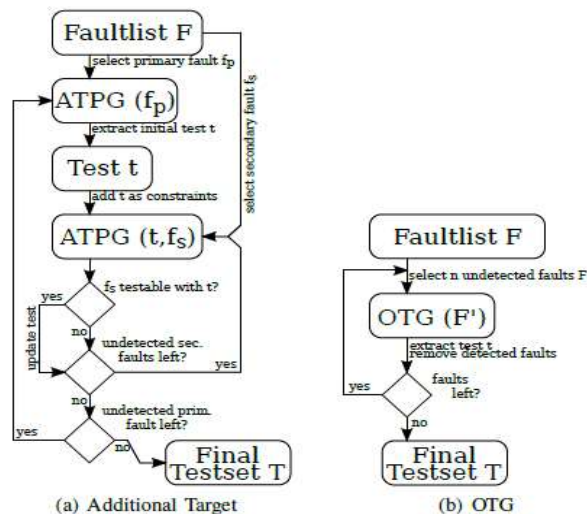 Faultlist F
select primary fault fp
ATPG (fp)
extract initial test t
Test t
add t as constraints
ATPG (t,fs)
select secondary fault fs
fs testable with t?
yes
update test
no
undetected sec.
faults left?
yes
no
undetected prim.
fault left?
yes
no
Final
Testset T
(a) Additional Target
Faultlist F
select n undetected faults F
OTG (F')
extract test t
remove detected faults
faults
left?
yes
no
Final
Testset T
(b) OTG